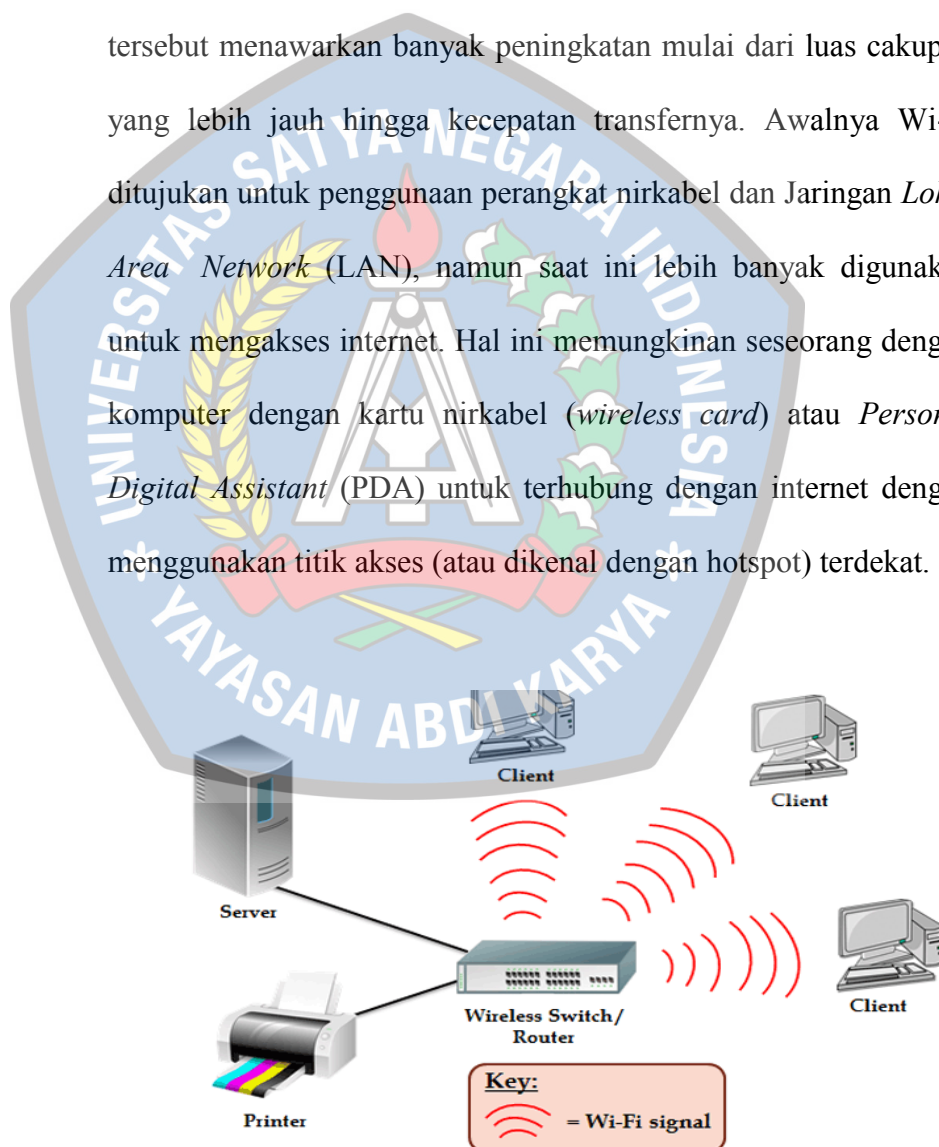 tersebut menawarkan banyak peningkatan mulai dari luas cakup
yang lebih jauh hingga kecepatan transfernya. Awalnya Wi-
ditujukan untuk penggunaan perangkat nirkabel dan Jaringan Lok
Area Network (LAN), namun saat ini lebih banyak digunak
untuk mengakses internet. Hal ini memungkinan seseorang deng
komputer dengan kartu nirkabel (wireless card) atau Person
Digital Assistant (PDA) untuk terhubung dengan internet deng
menggunakan titik akses (atau dikenal dengan hotspot) terdekat.
UNIVERSITAS SATYA NEGARA INDONESIA
* YAYASAN ABDI KARYA *
Client
Client
Server
Client
Wireless Switch/
Router
Printer
Key:
= Wi-Fi signal